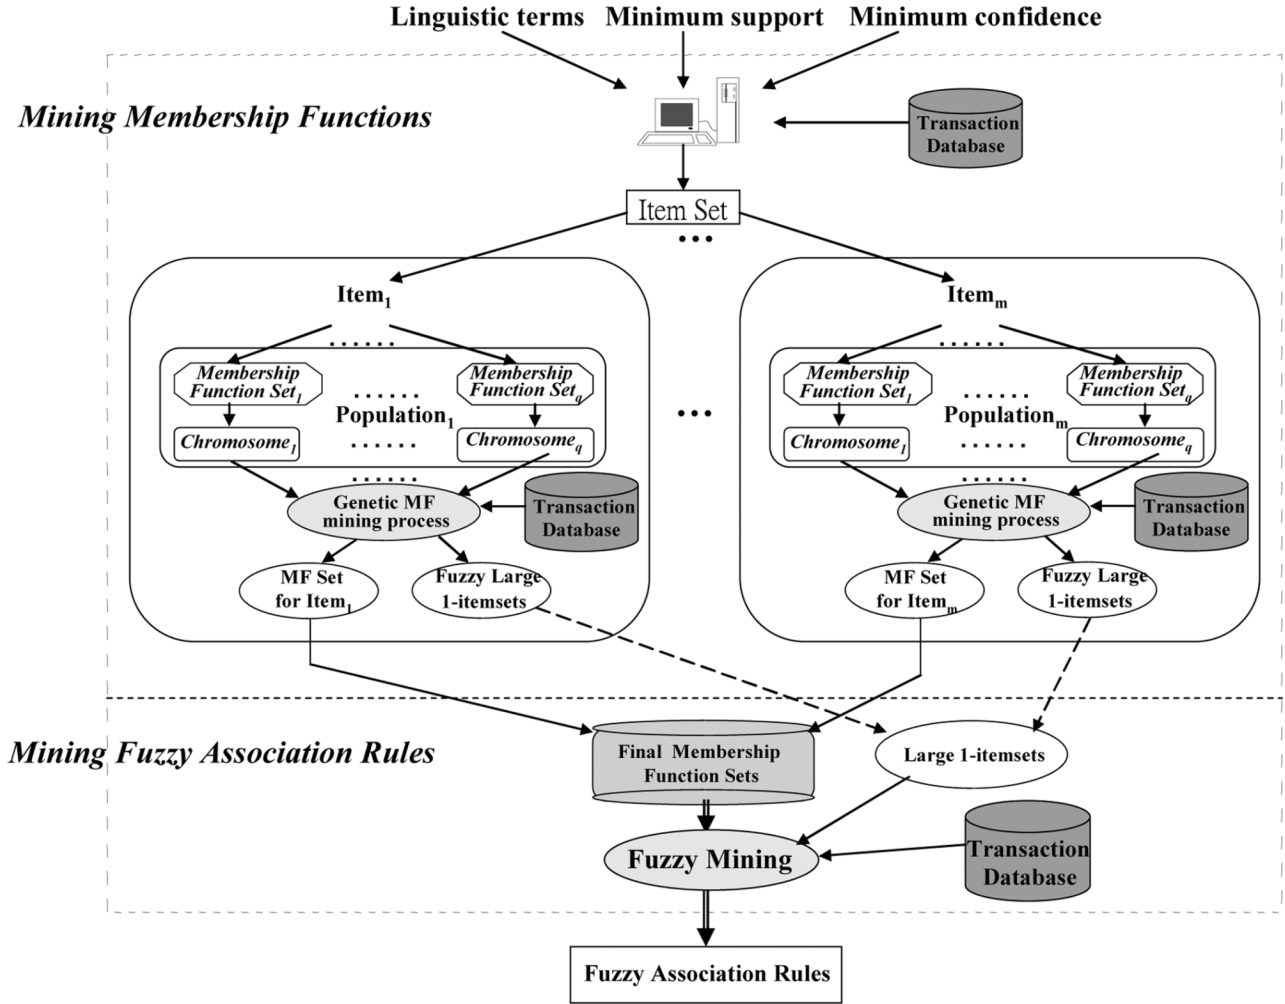 Linguistic terms Minimum support Minimum confidence
Mining Membership Functions
Transaction
Database
Item Set
...
Item1
Itemm
......
......
Membership
Function Set1
Membership
Function Setq
......
Population1
Chromosome1
......
Chromosomeq
......
...
Membership
Function Set1
Membership
Function Setq
......
Populationm
Chromosome1
......
Chromosomeq
......
Genetic MF
mining process
Transaction
Database
Genetic MF
mining process
Transaction
Database
MF Set
for Item1
Fuzzy Large
1-itemsets
MF Set
for Itemm
Fuzzy Large
1-itemsets
Mining Fuzzy Association Rules
Final Membership
Function Sets
Large 1-itemsets
Fuzzy Mining
Transaction
Database
Fuzzy Association Rules